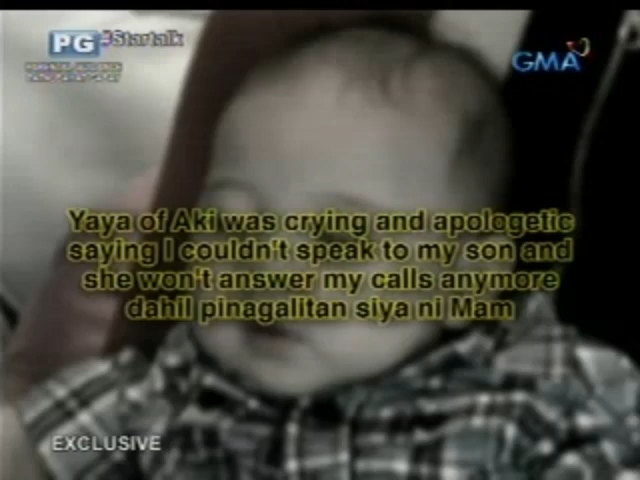 PG #Startalk
GMA
Yaya of Aki was crying and apologetic
saying I couldn't speak to my son and
she won't answer my calls anymore
dahil pinagalitan siya ni Mam
EXCLUSIVE